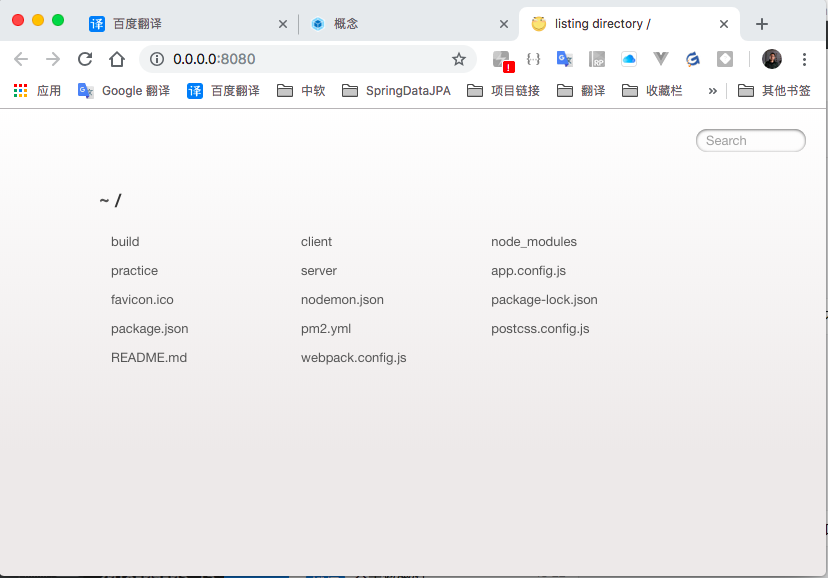 译 百度翻译 概念 listing directory /
0.0.0.0:8080
应用 Google 翻译 译 百度翻译 中软 SpringDataJPA 项目链接 翻译 收藏栏 » 其他书签
Search
~ /
build client node_modules
practice server app.config.js
favicon.ico nodemon.json package-lock.json
package.json pm2.yml postcss.config.js
README.md webpack.config.js